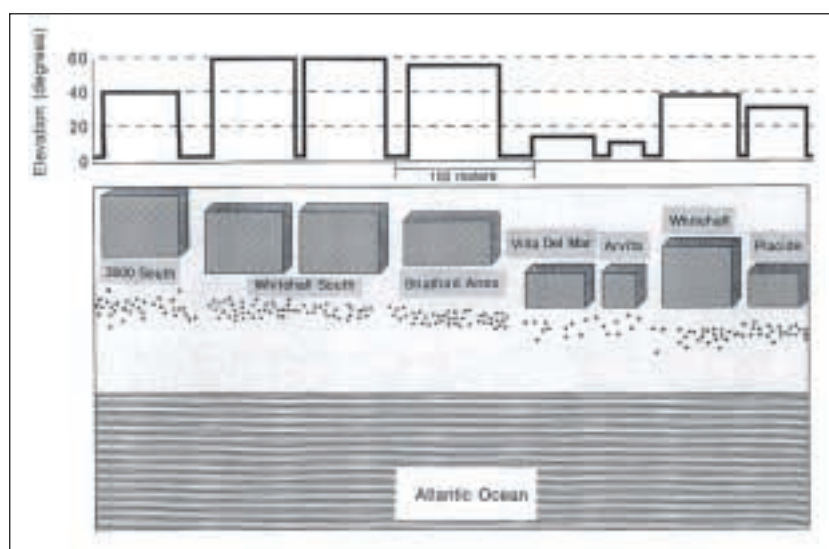 Elevation (degrees)
60
40
20
0
100 meters
3800 South
Whitehall South
Bradford Arms
Villa Del Mar
Arvilla
Whitehall
Placide
Atlantic Ocean